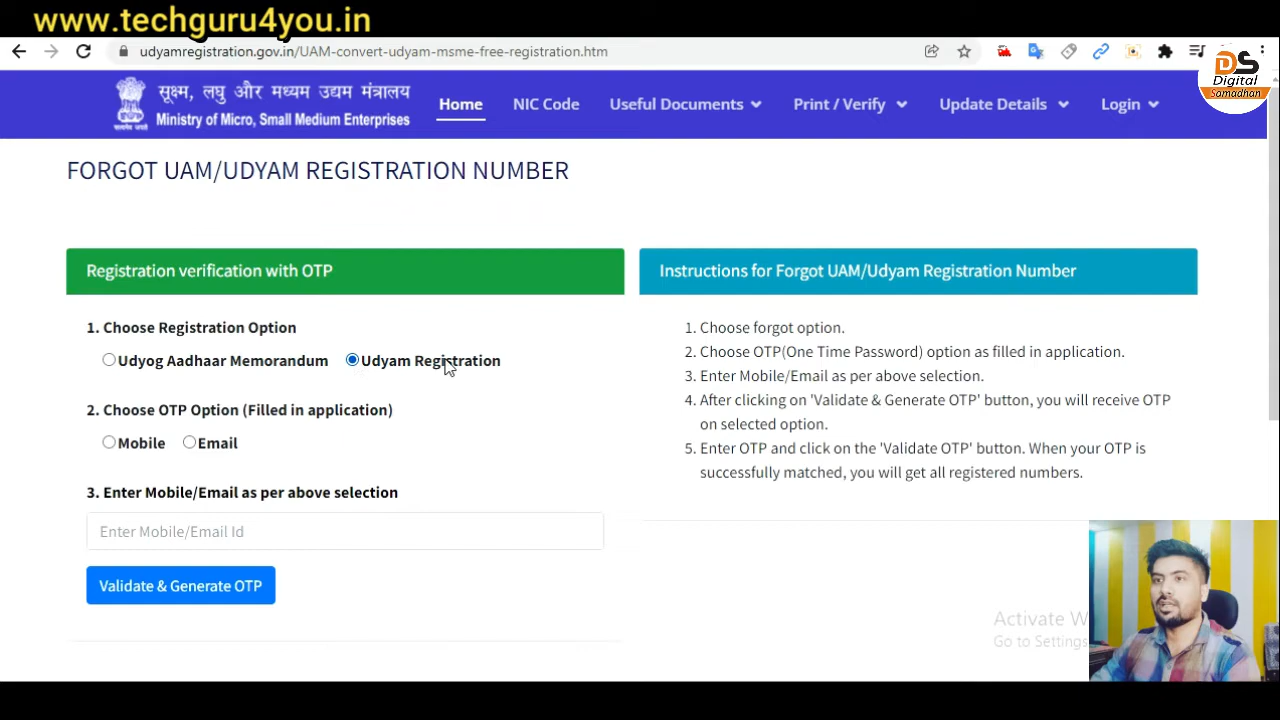 www.techguru4you.in
udyamregistration.gov.in/UAM-convert-udyam-msme-free-registration.htm
DS
Digital
Samadhan
सूक्ष्म, लघु और मध्यम उद्यम मंत्रालय
Ministry of Micro, Small Medium Enterprises
Home NIC Code Useful Documents Print / Verify Update Details Login
FORGOT UAM/UDYAM REGISTRATION NUMBER
Registration verification with OTP
1. Choose Registration Option
Udyog Aadhaar Memorandum Udyam Registration
2. Choose OTP Option (Filled in application)
Mobile Email
3. Enter Mobile/Email as per above selection
Enter Mobile/Email Id
Validate & Generate OTP
Instructions for Forgot UAM/Udyam Registration Number
1. Choose forgot option.
2. Choose OTP(One Time Password) option as filled in application.
3. Enter Mobile/Email as per above selection.
4. After clicking on 'Validate & Generate OTP' button, you will receive OTP
on selected option.
5. Enter OTP and click on the 'Validate OTP' button. When your OTP is
successfully matched, you will get all registered numbers.
Activate W
Go to Settings